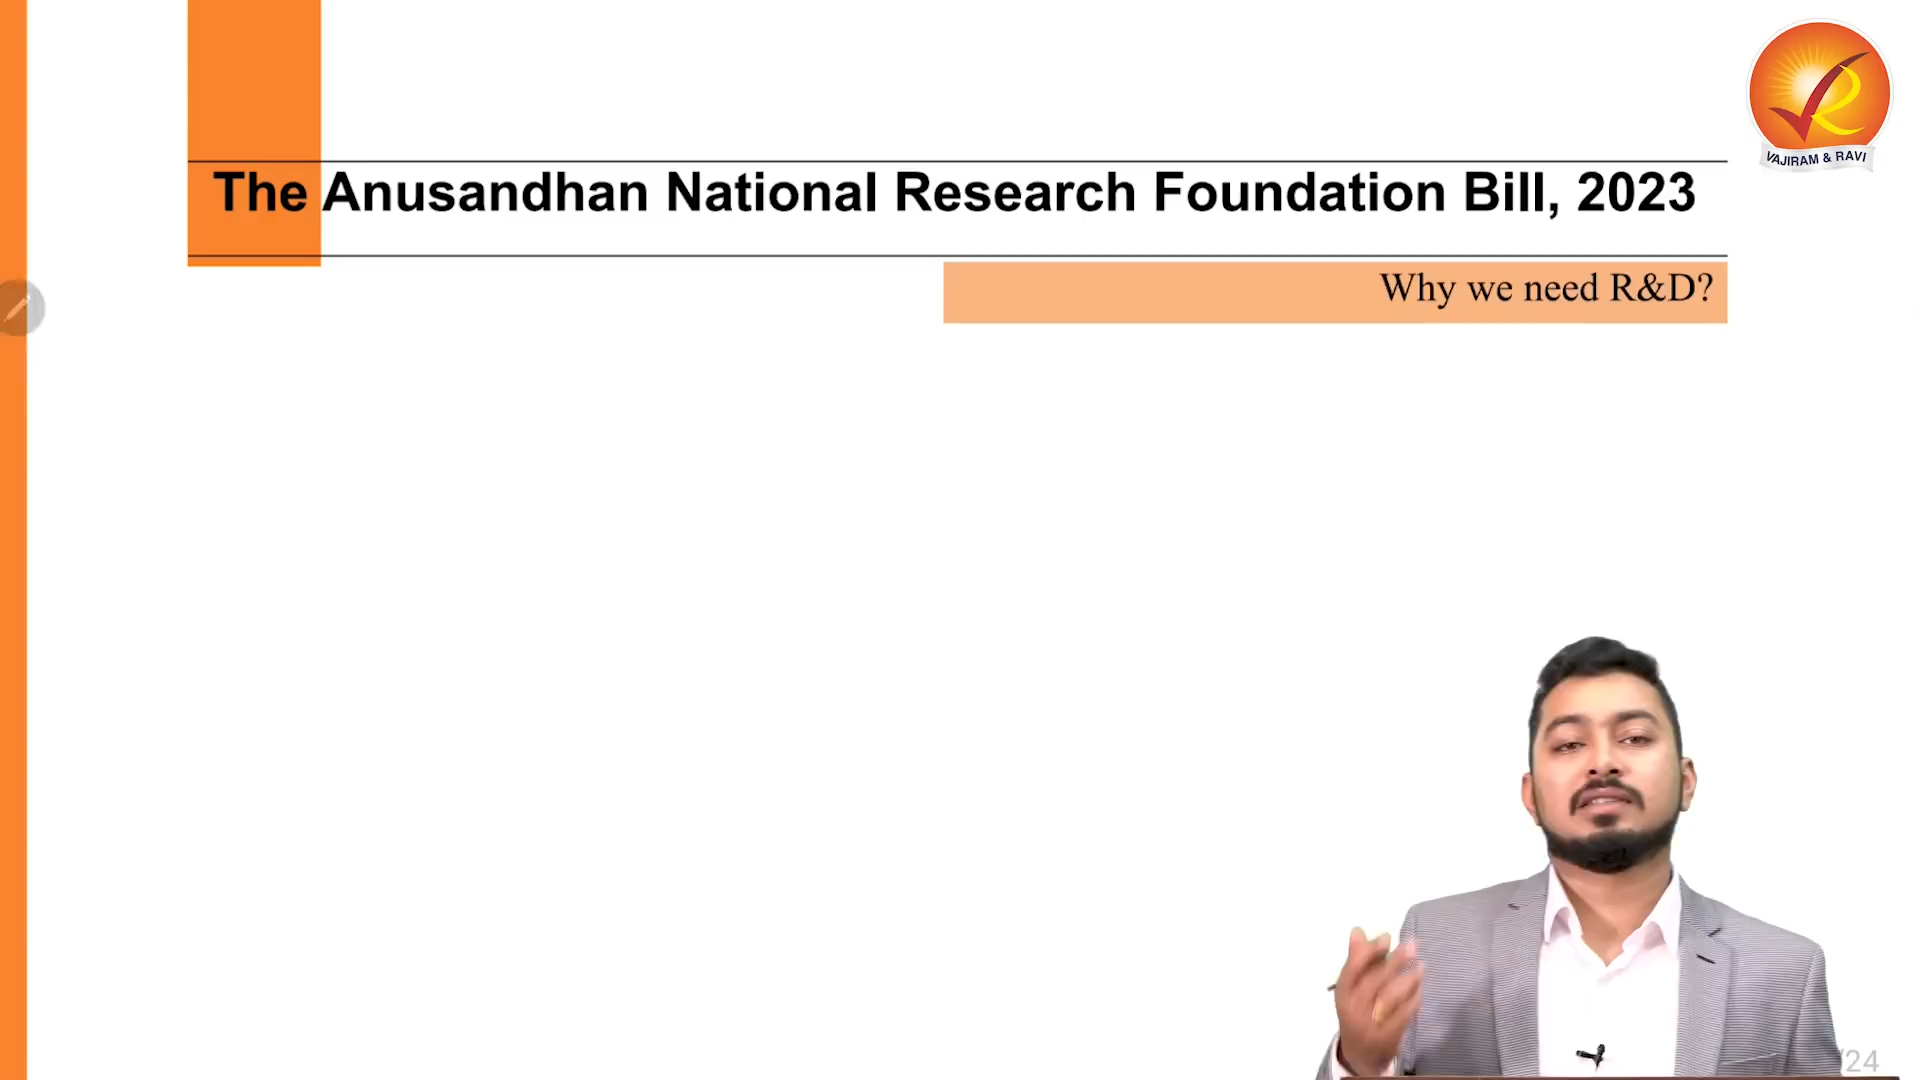 VAJIRAM & RAVI
The Anusandhan National Research Foundation Bill, 2023
Why we need R&D?
/24